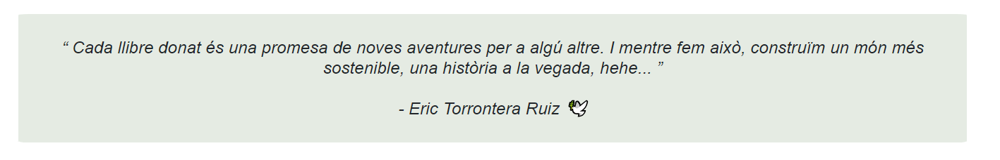 “ Cada llibre donat és una promesa de noves aventures per a algú altre. I mentre fem això, construïm un món més
sostenible, una història a la vegada, hehe... ”
- Eric Torrontera Ruiz 🕊️